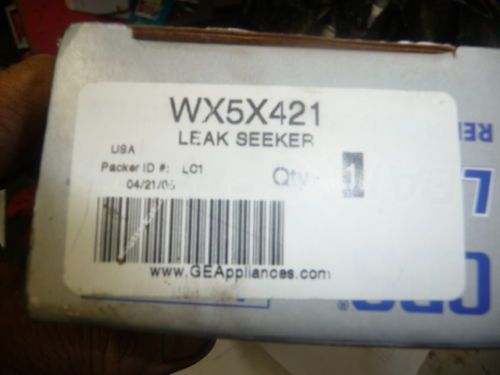 WX5X421
LEAK SEEKER
USA
Packer ID #: LC1
Qty 1
04/21/05
www.GEAppliances.com